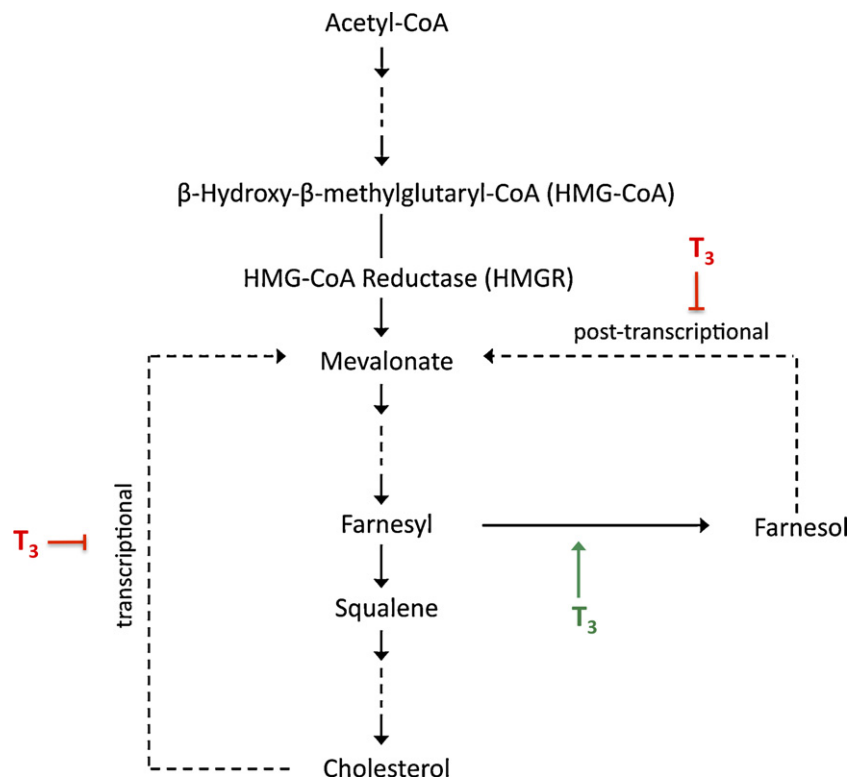 Acetyl-CoA
β-Hydroxy-β-methylglutaryl-CoA (HMG-CoA)
T3
HMG-CoA Reductase (HMGR)
post-transcriptional
Mevalonate
transcriptional
T3
Farnesyl
Farnesol
T3
Squalene
Cholesterol